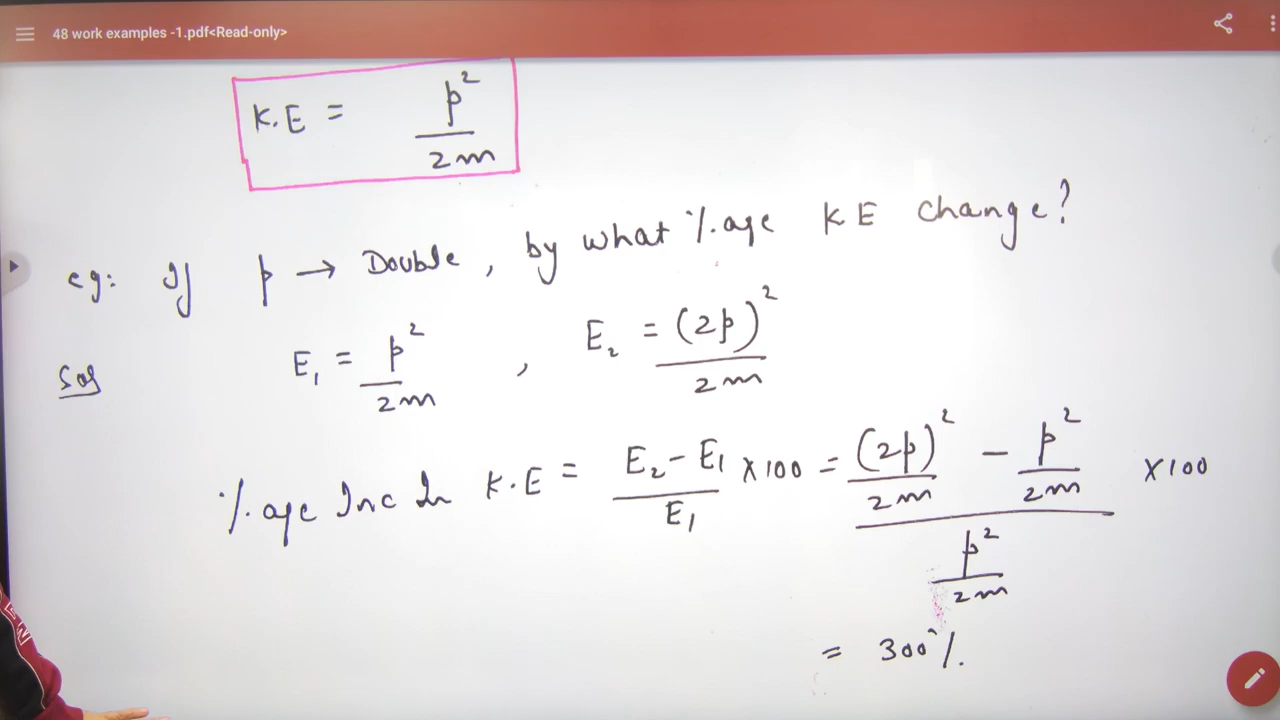 48 work examples -1.pdf<Read-only>
K.E = p²/2m
eg: If p → Double, by what %age KE change?
Sol E₁ = p²/2m , E₂ = (2p)²/2m
%age Inc In K.E = (E₂ - E₁)/E₁ × 100 = ((2p)²/2m - p²/2m)/(p²/2m) × 100
= 300%.